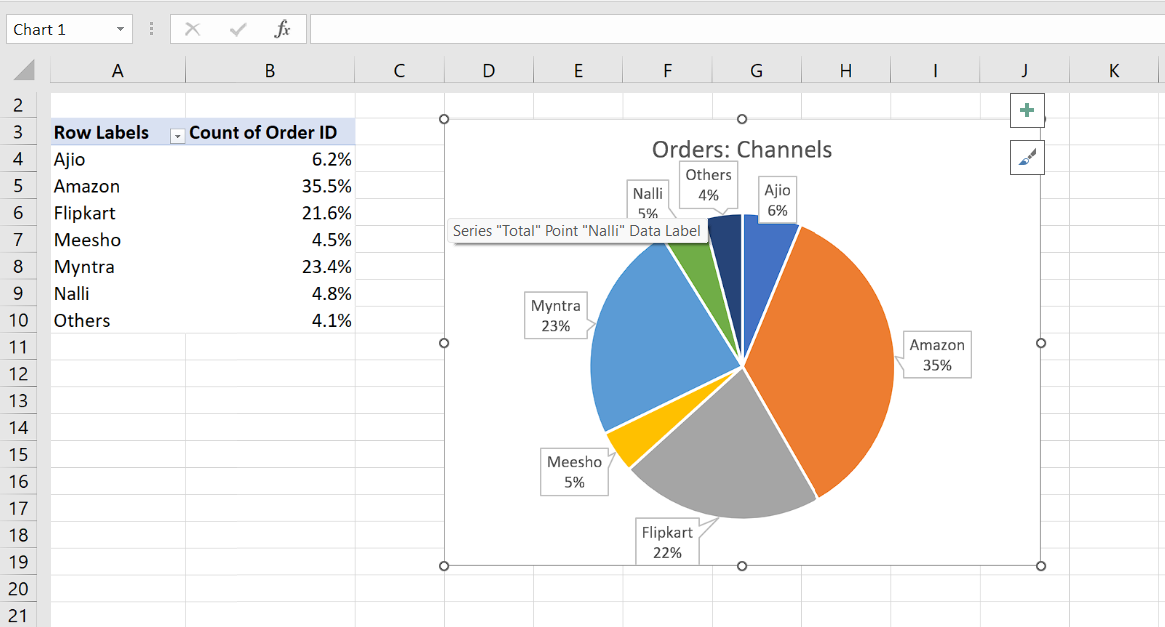 Chart 1
fx
A B C D E F G H I J K
2
3 Row Labels Count of Order ID
4 Ajio 6.2%
5 Amazon 35.5%
6 Flipkart 21.6%
7 Meesho 4.5%
8 Myntra 23.4%
9 Nalli 4.8%
10 Others 4.1%
11
12
13
14
15
16
17
18
19
20
21
Orders: Channels
Others
4%
Nalli
5%
Ajio
6%
Series "Total" Point "Nalli" Data Label
Myntra
23%
Amazon
35%
Meesho
5%
Flipkart
22%